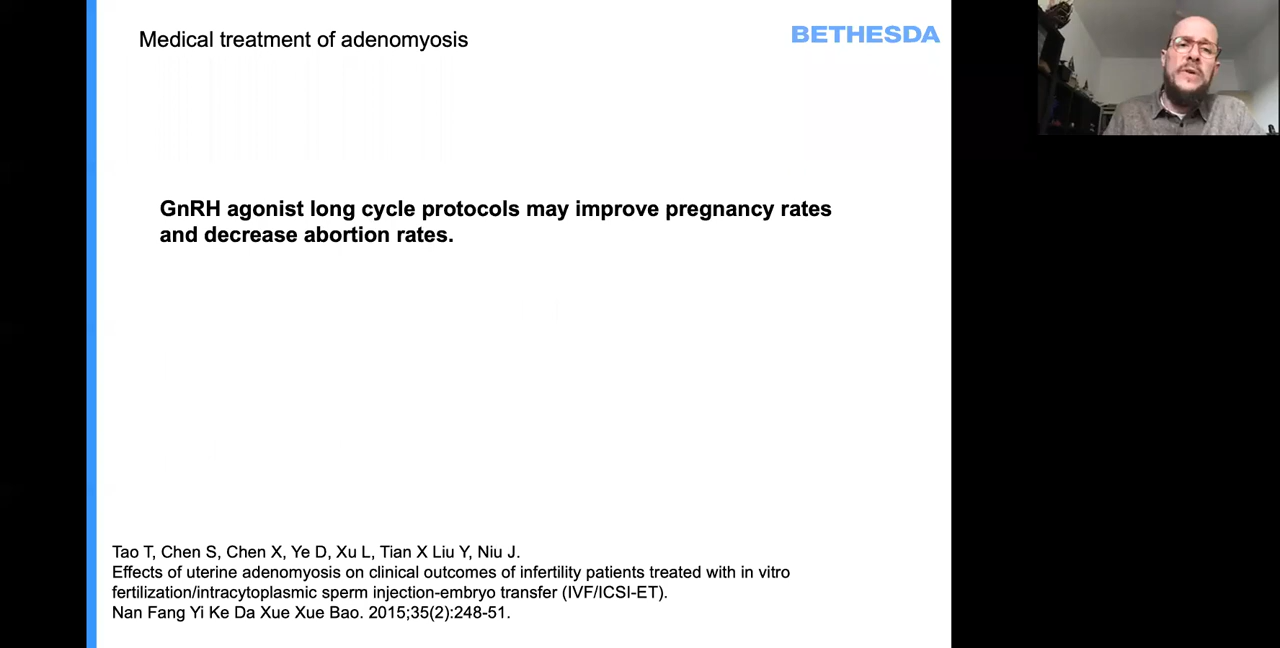 Medical treatment of adenomyosis
BETHESDA
GnRH agonist long cycle protocols may improve pregnancy rates
and decrease abortion rates.
Tao T, Chen S, Chen X, Ye D, Xu L, Tian X Liu Y, Niu J.
Effects of uterine adenomyosis on clinical outcomes of infertility patients treated with in vitro
fertilization/intracytoplasmic sperm injection-embryo transfer (IVF/ICSI-ET).
Nan Fang Yi Ke Da Xue Xue Bao. 2015;35(2):248-51.